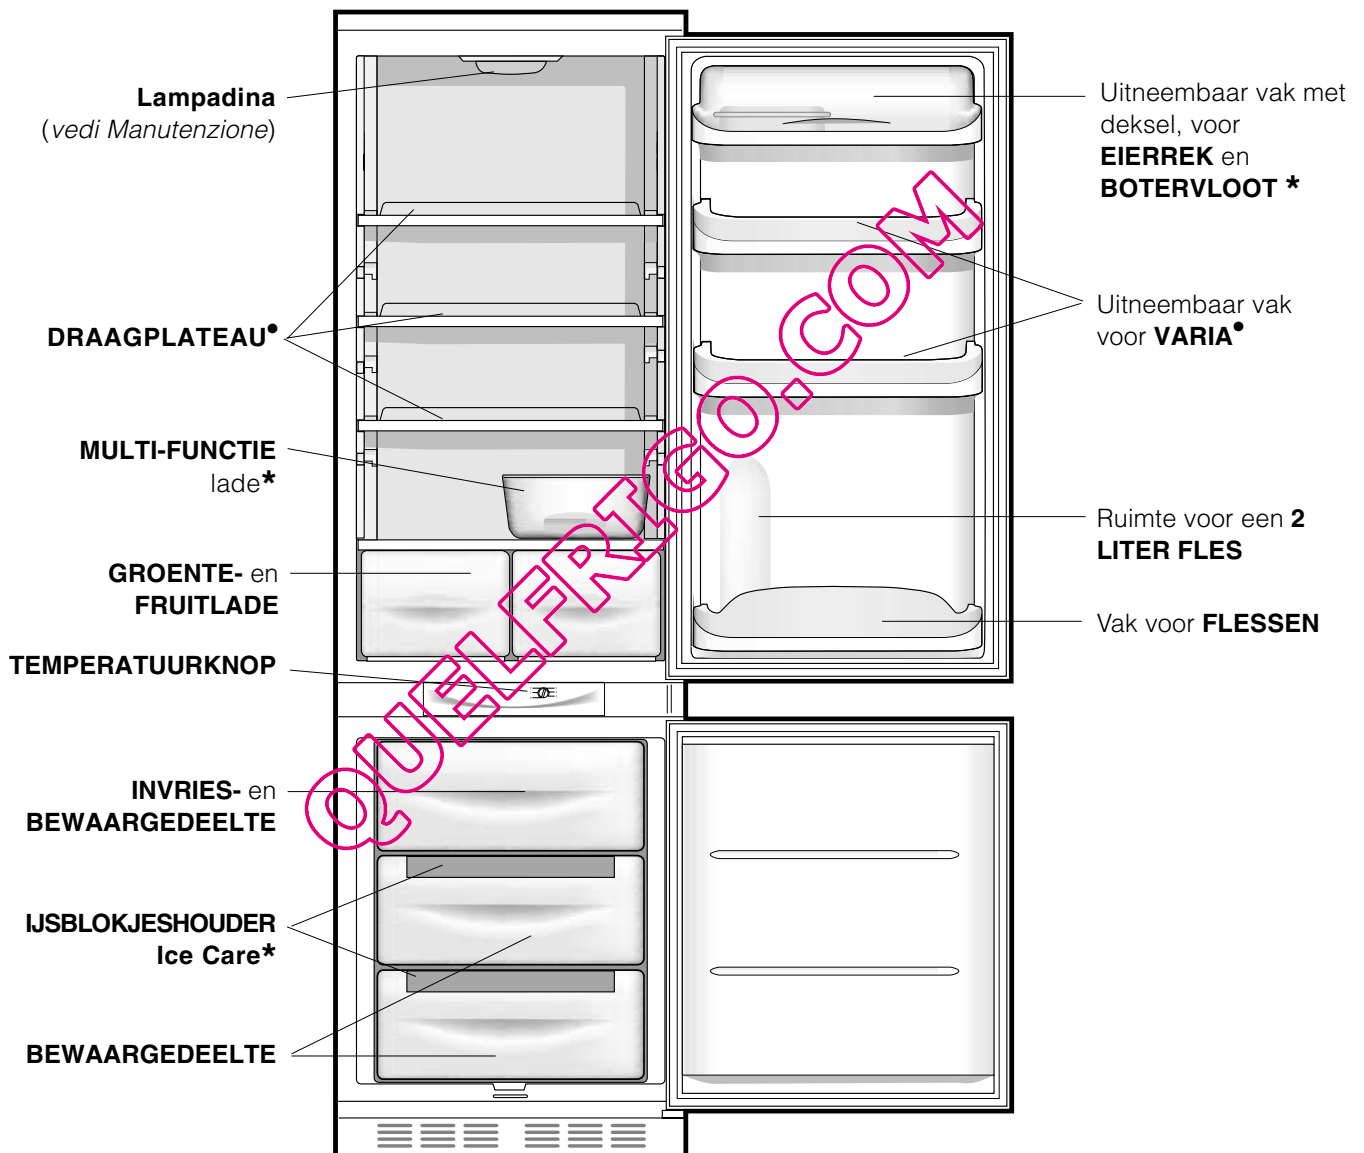 Lampadina
(vedi Manutenzione)
DRAAGPLATEAU•
MULTI-FUNCTIE
lade*
GROENTE- en
FRUITLADE
TEMPERATUURKNOP
INVRIES- en
BEWAARGEDEELTE
IJSBLOKJESHOUDER
Ice Care*
BEWAARGEDEELTE
Uitneembaar vak met
deksel, voor
EIERREK en
BOTERVLOOT *
Uitneembaar vak
voor VARIA•
Ruimte voor een 2
LITER FLES
Vak voor FLESSEN
QUELFRIGO.COM